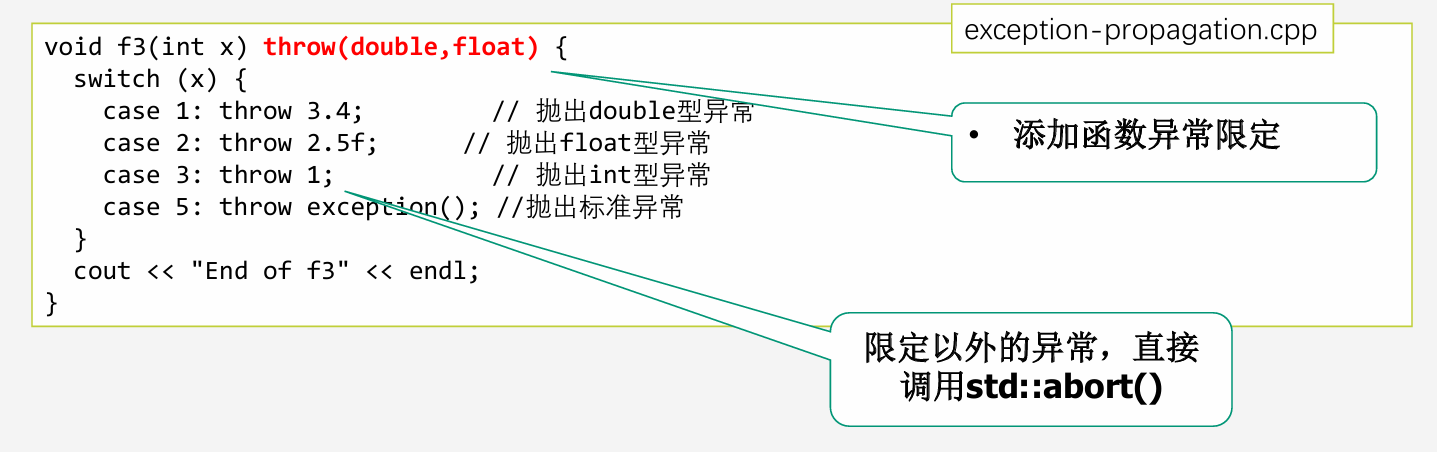 exception-propagation.cpp
void f3(int x) throw(double,float) {
  switch (x) {
    case 1: throw 3.4;         // 抛出double型异常
    case 2: throw 2.5f;      // 抛出float型异常
    case 3: throw 1;           // 抛出int型异常
    case 5: throw exception(); //抛出标准异常
  }
  cout << "End of f3" << endl;
}
• 添加函数异常限定
限定以外的异常，直接
调用std::abort()